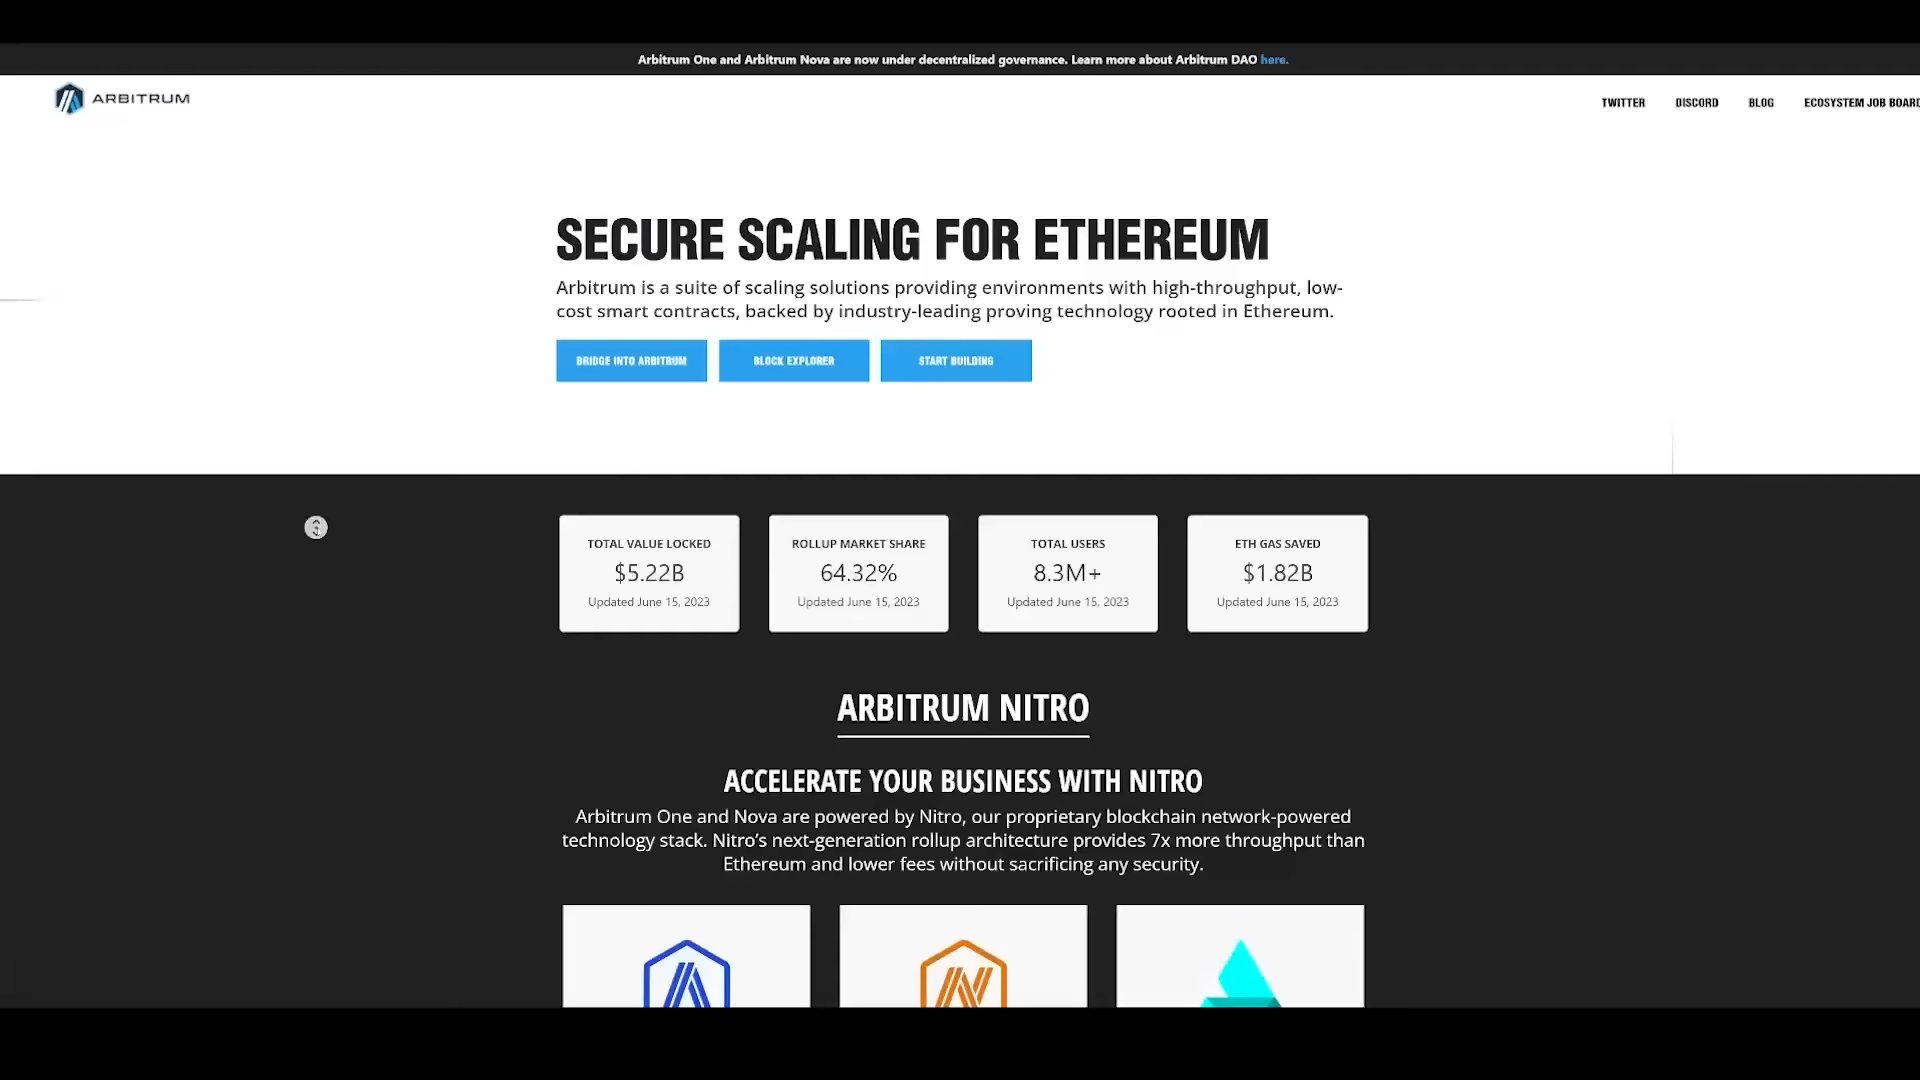 Arbitrum One and Arbitrum Nova are now under decentralized governance. Learn more about Arbitrum DAO here.
ARBITRUM
TWITTER DISCORD BLOG ECOSYSTEM JOB BOARD
SECURE SCALING FOR ETHEREUM
Arbitrum is a suite of scaling solutions providing environments with high-throughput, low-
cost smart contracts, backed by industry-leading proving technology rooted in Ethereum.
BRIDGE INTO ARBITRUM BLOCK EXPLORER START BUILDING
TOTAL VALUE LOCKED
$5.22B
Updated June 15, 2023
ROLLUP MARKET SHARE
64.32%
Updated June 15, 2023
TOTAL USERS
8.3M+
Updated June 15, 2023
ETH GAS SAVED
$1.82B
Updated June 15, 2023
ARBITRUM NITRO
ACCELERATE YOUR BUSINESS WITH NITRO
Arbitrum One and Nova are powered by Nitro, our proprietary blockchain network-powered
technology stack. Nitro’s next-generation rollup architecture provides 7x more throughput than
Ethereum and lower fees without sacrificing any security.